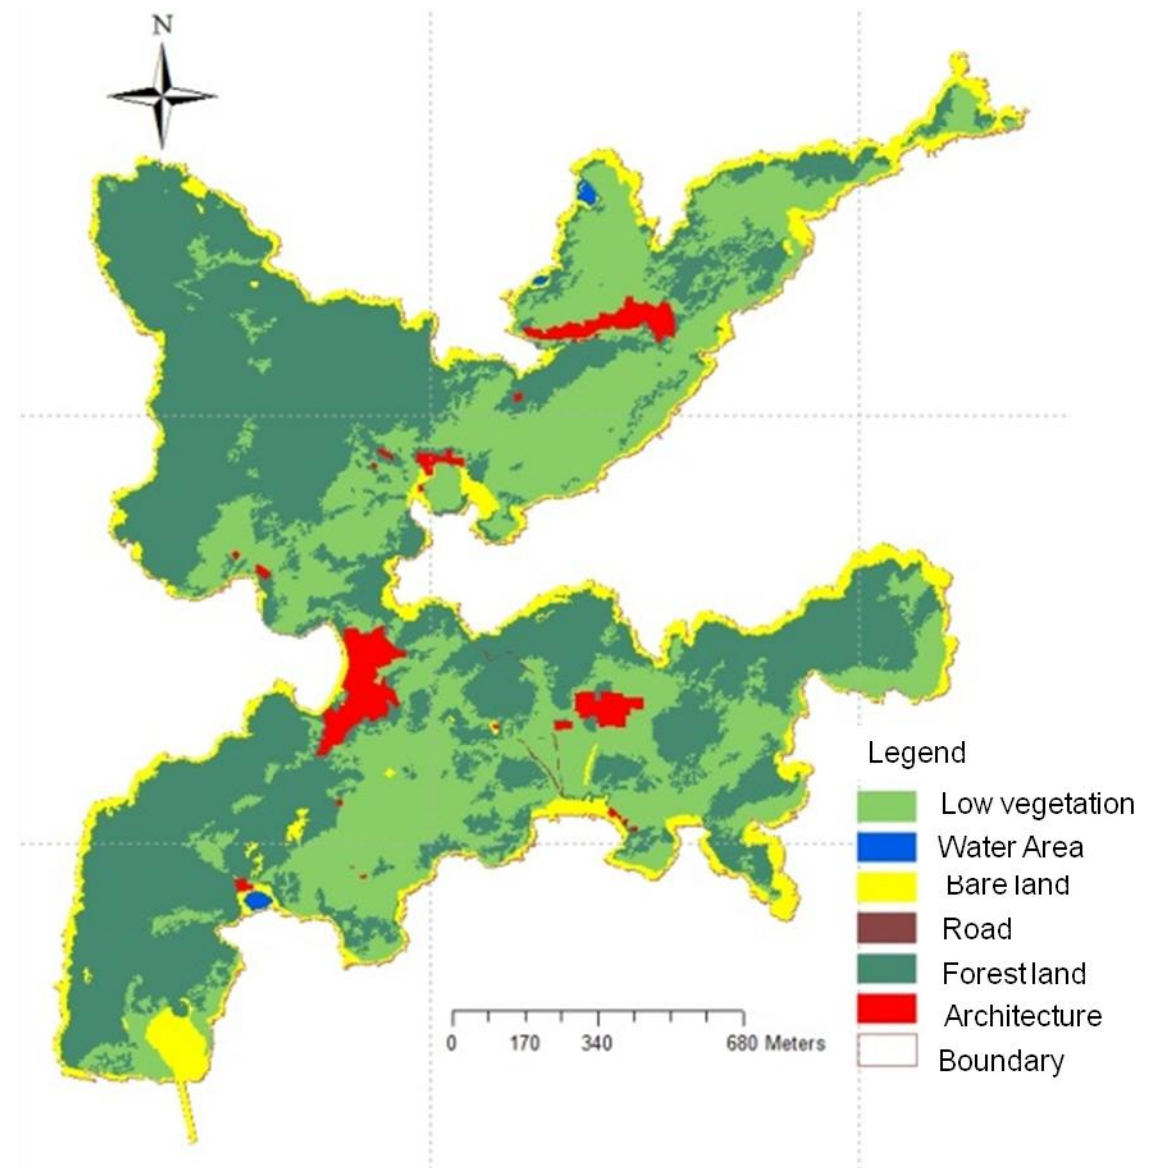 N
Legend
Low vegetation
Water Area
Bare land
Road
Forest land
Architecture
Boundary
0 170 340 680 Meters